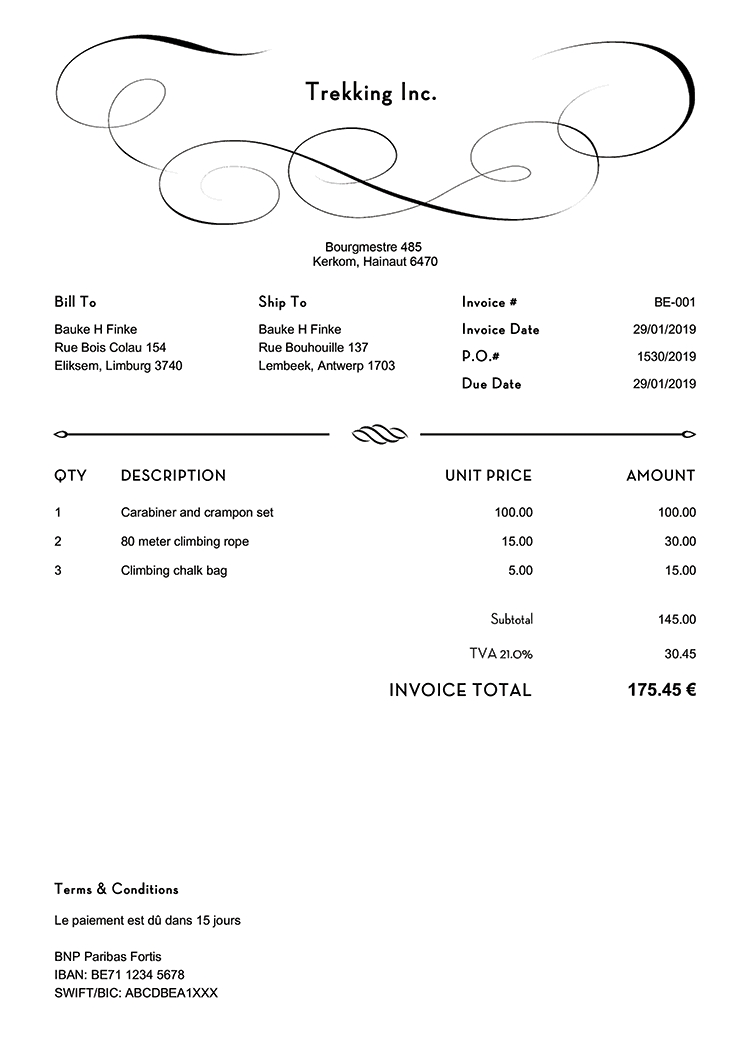 Trekking Inc.
Bourgmestre 485
Kerkom, Hainaut 6470
Bill To
Bauke H Finke
Rue Bois Colau 154
Eliksem, Limburg 3740
Ship To
Bauke H Finke
Rue Bouhouille 137
Lembeek, Antwerp 1703
Invoice # BE-001
Invoice Date 29/01/2019
P.O.# 1530/2019
Due Date 29/01/2019
QTY DESCRIPTION UNIT PRICE AMOUNT
1 Carabiner and crampon set 100.00 100.00
2 80 meter climbing rope 15.00 30.00
3 Climbing chalk bag 5.00 15.00
Subtotal 145.00
TVA 21.0% 30.45
INVOICE TOTAL 175.45 €
Terms & Conditions
Le paiement est dû dans 15 jours
BNP Paribas Fortis
IBAN: BE71 1234 5678
SWIFT/BIC: ABCDBEA1XXX